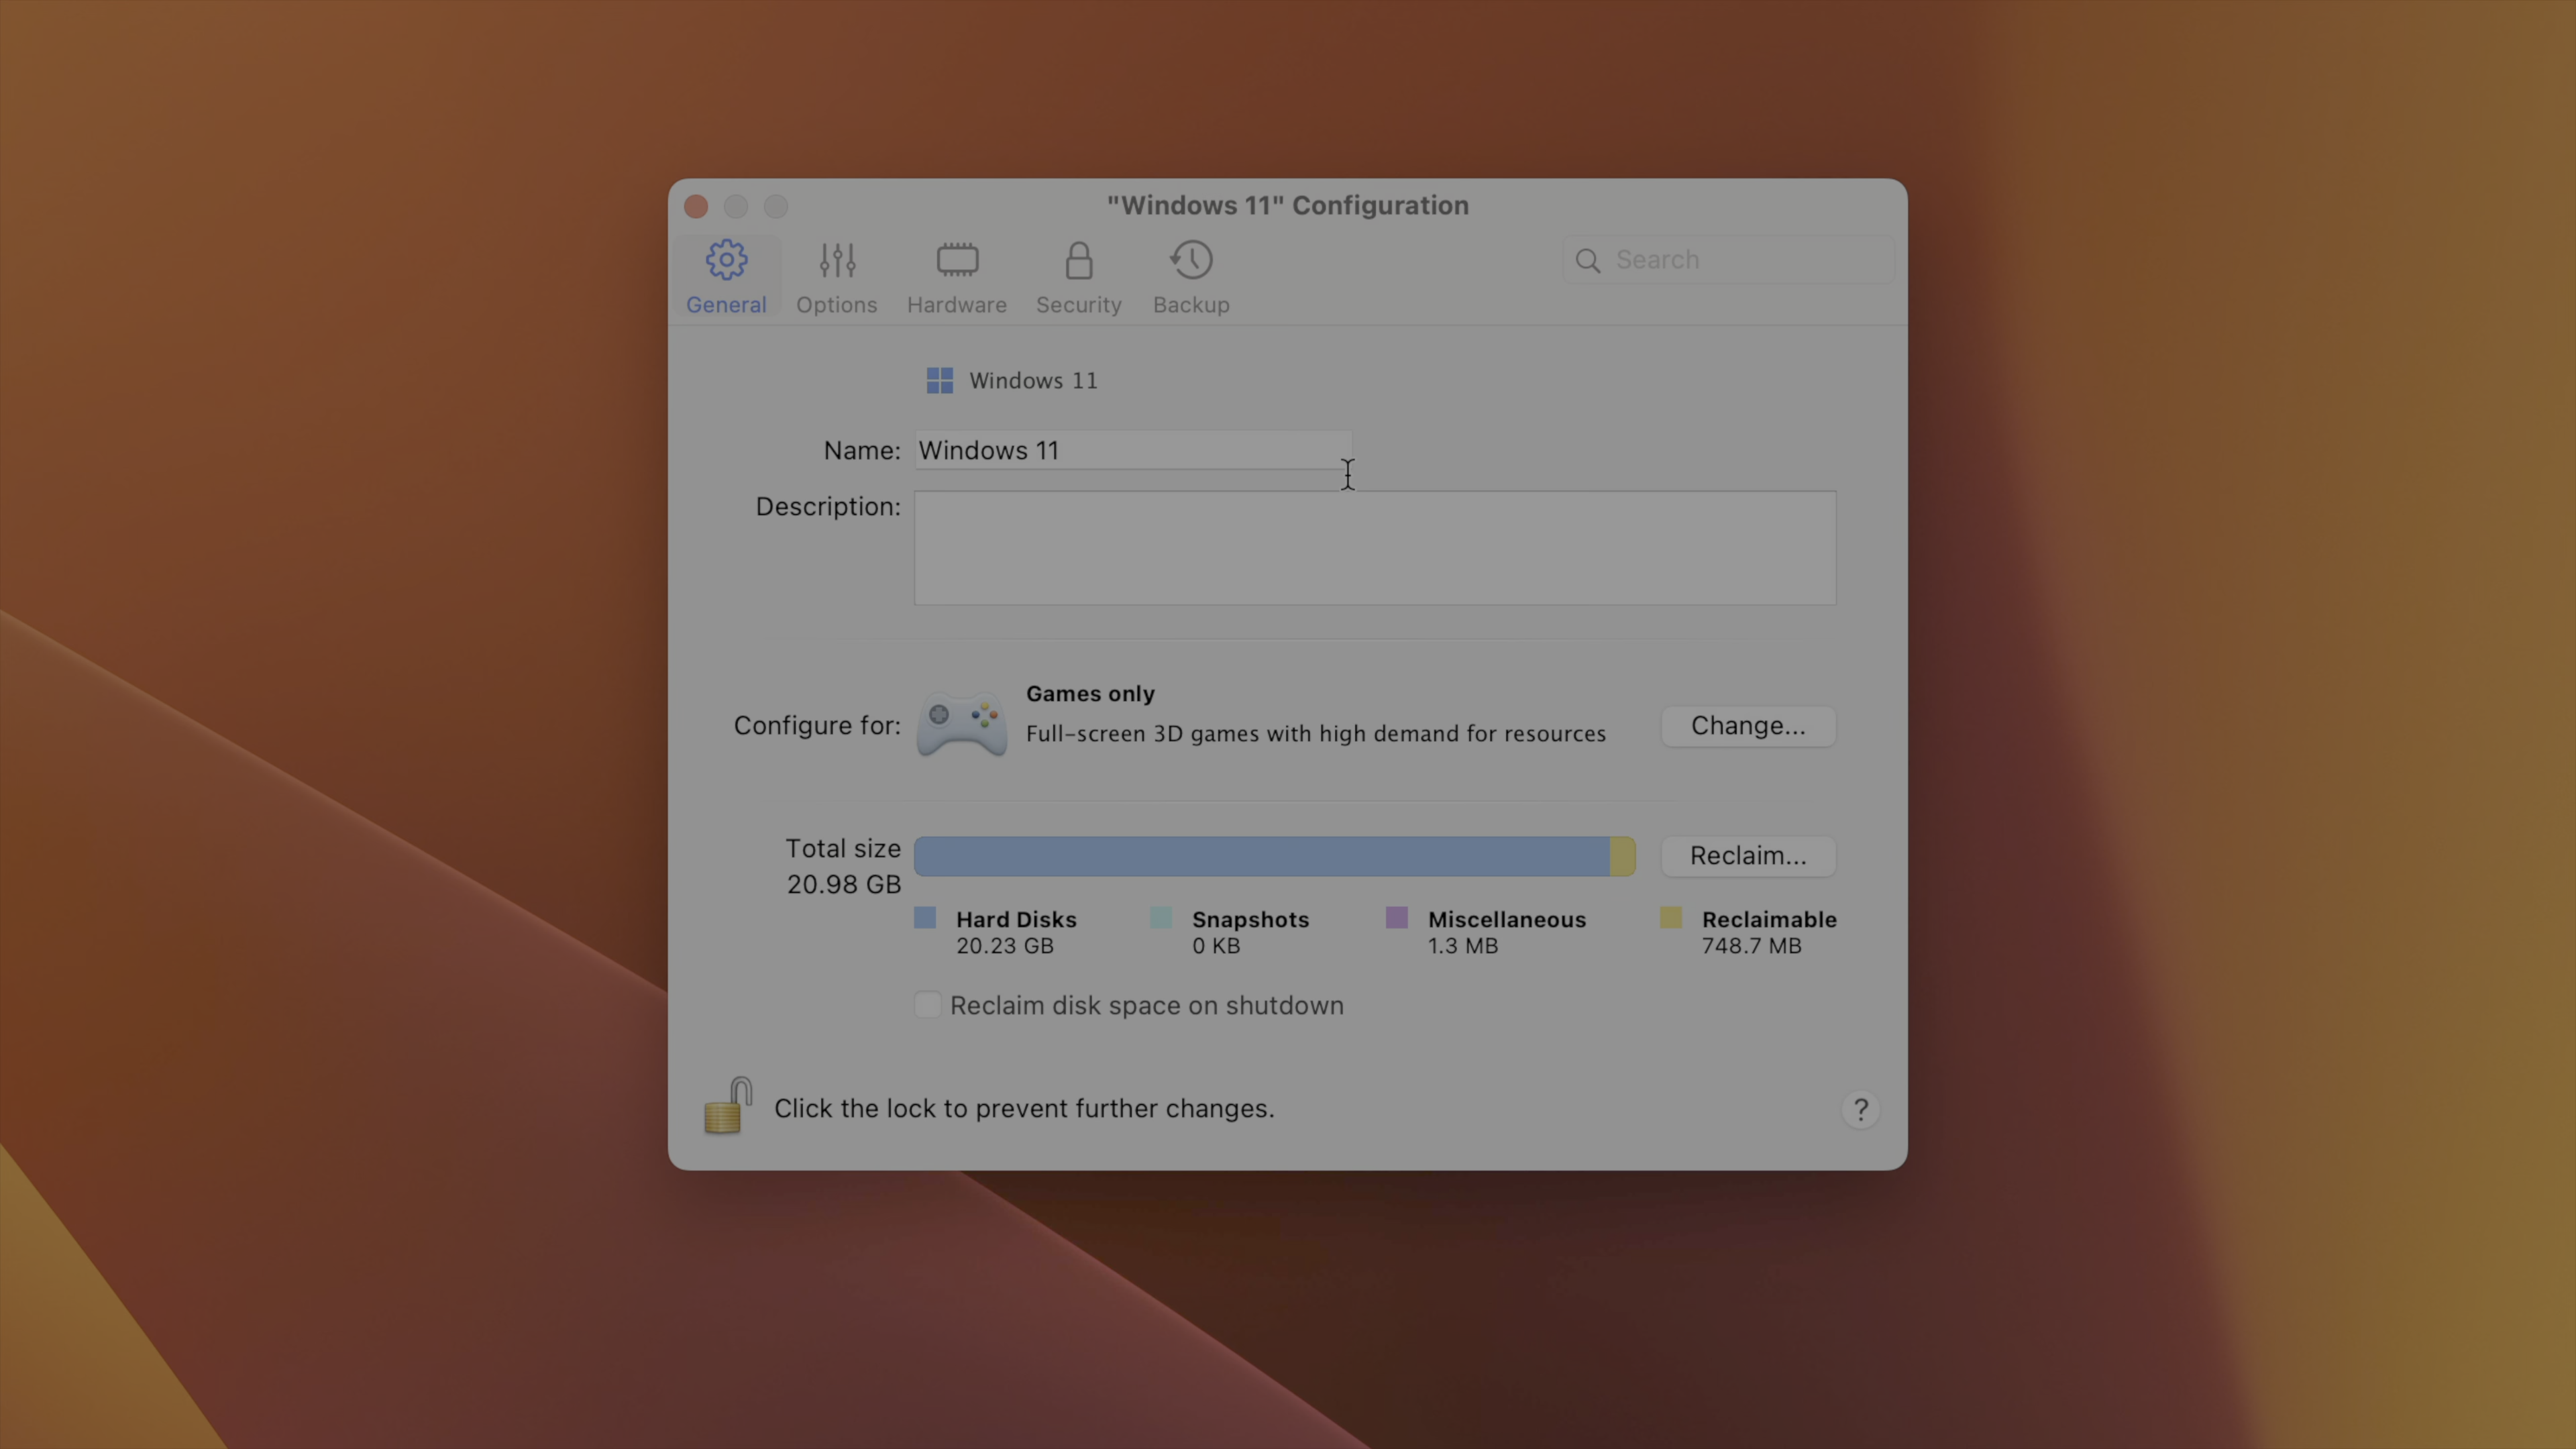 "Windows 11" Configuration
General Options Hardware Security Backup Search
Windows 11
Name: Windows 11
Description:
Games only
Configure for: Full-screen 3D games with high demand for resources Change...
Total size Reclaim...
20.98 GB
Hard Disks Snapshots Miscellaneous Reclaimable
20.23 GB 0 KB 1.3 MB 748.7 MB
Reclaim disk space on shutdown
Click the lock to prevent further changes. ?